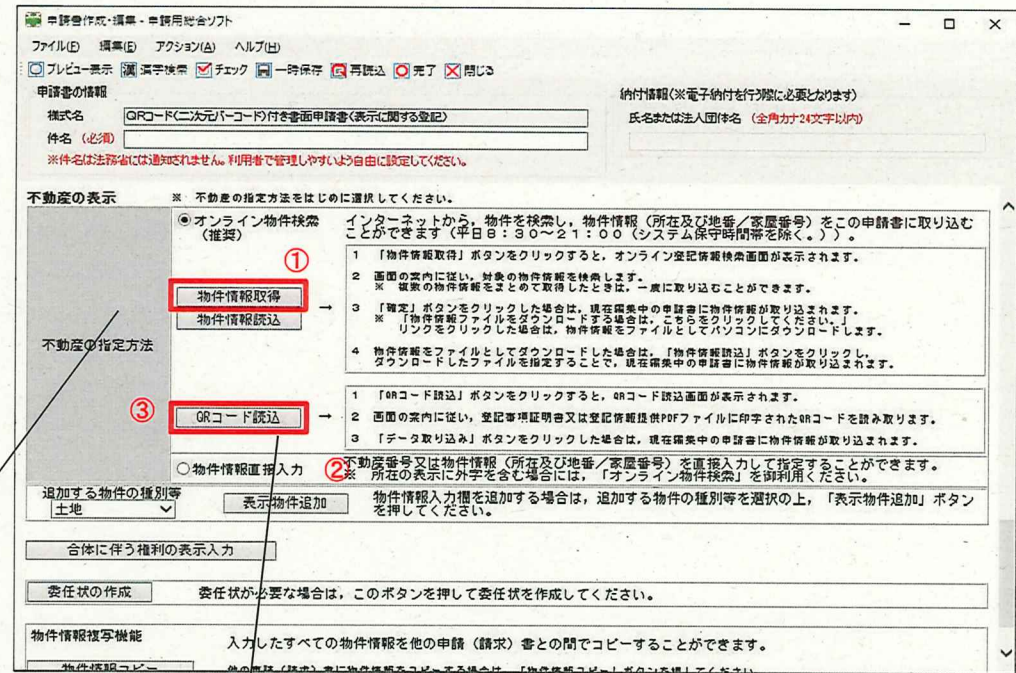 申請書作成・編集 - 申請用総合ソフト
ファイル(F) 編集(E) アクション(A) ヘルプ(H)
プレビュー表示 漢字検索 チェック 一時保存 再読込 完了 閉じる
申請書の情報
納付情報(※電子納付を行う際に必要となります)
様式名 QRコード(二次元バーコード)付き書面申請書(表示に関する登記)
氏名または法人団体名 (全角カナ24文字以内)
件名 (必須)
※件名は法務省には通知されません。利用者で管理しやすいよう自由に設定してください。
不動産の表示 ※ 不動産の指定方法をはじめに選択してください。
不動産の指定方法
オンライン物件検索
(推奨)
インターネットから，物件を検索し，物件情報（所在及び地番／家屋番号）をこの申請書に取り込む
ことができます（平日8：30～21：00（システム保守時間帯を除く。））。
①
物件情報取得
物件情報読込
→
1 「物件情報取得」ボタンをクリックすると，オンライン登記情報検索画面が表示されます。
2 画面の案内に従い，対象の物件情報を検索します。
※ 複数の物件情報をまとめて取得したときは，一度に取り込むことができます。
3 「確定」ボタンをクリックした場合は，現在編集中の申請書に物件情報が取り込まれます。
※ 「物件情報ファイルをダウンロードする場合は，こちらをクリックしてください。」
リンクをクリックした場合は，物件情報をファイルとしてパソコンにダウンロードします。
4 物件情報をファイルとしてダウンロードした場合は，「物件情報読込」ボタンをクリックし，
ダウンロードしたファイルを指定することで，現在編集中の申請書に物件情報が取り込まれます。
③
QRコード読込
→
1 「QRコード読込」ボタンをクリックすると，QRコード読込画面が表示されます。
2 画面の案内に従い，登記事項証明書又は登記情報提供PDFファイルに印字されたQRコードを読み取ります。
3 「データ取り込み」ボタンをクリックした場合は，現在編集中の申請書に物件情報が取り込まれます。
物件情報直接入力
②
不動産番号又は物件情報（所在及び地番／家屋番号）を直接入力して指定することができます。
※ 所在の表示に外字を含む場合には，「オンライン物件検索」を御利用ください。
追加する物件の種別等
土地
表示物件追加
物件情報入力欄を追加する場合は，追加する物件の種別等を選択の上，「表示物件追加」ボタン
を押してください。
合体に伴う権利の表示入力
委任状の作成 委任状が必要な場合は，このボタンを押して委任状を作成してください。
物件情報複写機能
入力したすべての物件情報を他の申請（請求）書との間でコピーすることができます。
物件情報コピー 他の申請（請求）書に物件情報をコピーする場合は，「物件情報コピー」ボタンを押してください。